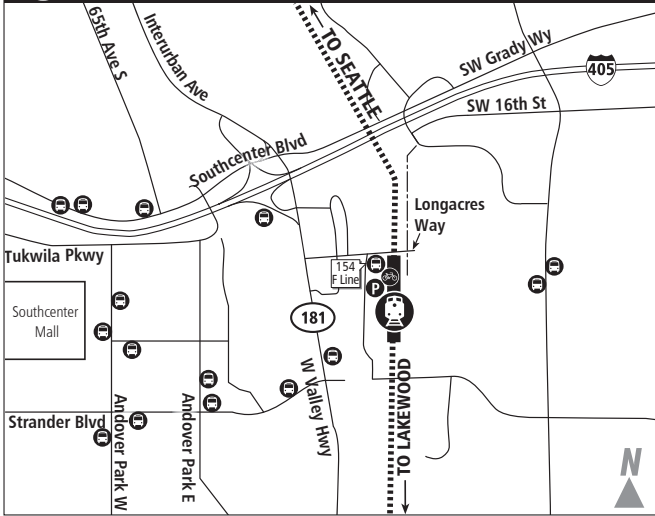 65th Ave S
Interurban Ave
TO SEATTLE
SW Grady Wy
405
SW 16th St
Southcenter Blvd
Longacres
Way
Tukwila Pkwy
154
F Line
P
Southcenter
Mall
181
W Valley Hwy
Strander Blvd
Andover Park W
Andover Park E
TO LAKEWOOD
N